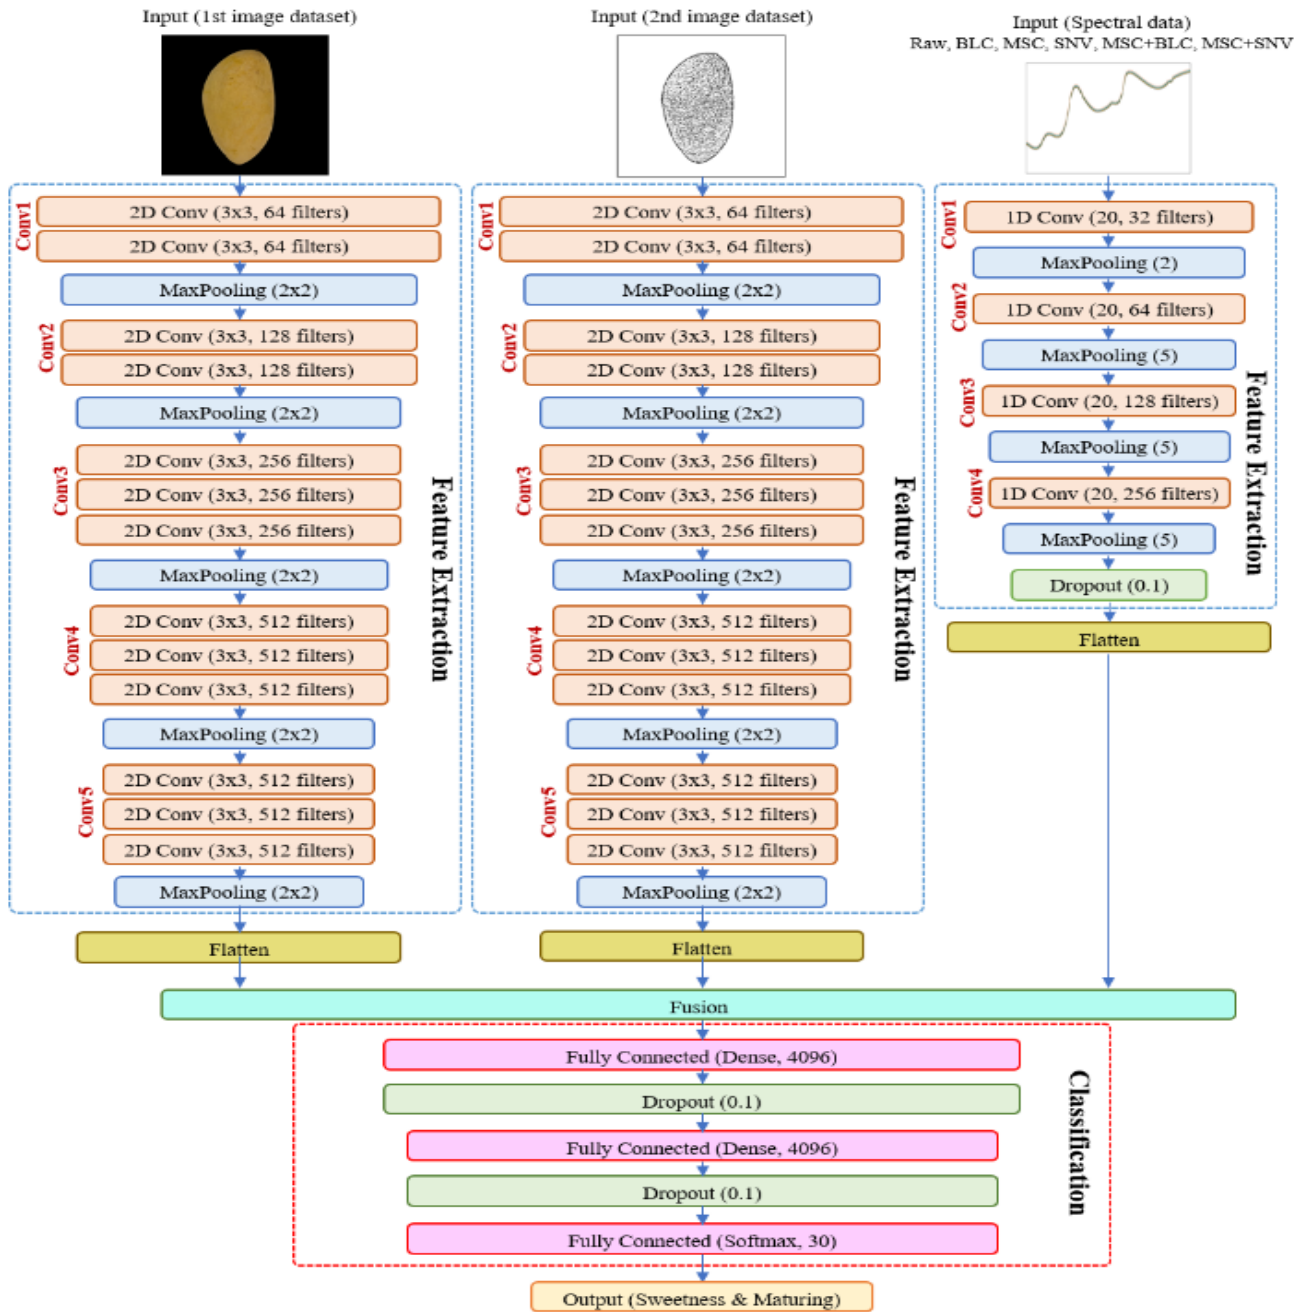 Input (1st image dataset)
Conv1
2D Conv (3x3, 64 filters)
2D Conv (3x3, 64 filters)
MaxPooling (2x2)
Conv2
2D Conv (3x3, 128 filters)
2D Conv (3x3, 128 filters)
MaxPooling (2x2)
Conv3
2D Conv (3x3, 256 filters)
2D Conv (3x3, 256 filters)
2D Conv (3x3, 256 filters)
MaxPooling (2x2)
Conv4
2D Conv (3x3, 512 filters)
2D Conv (3x3, 512 filters)
2D Conv (3x3, 512 filters)
MaxPooling (2x2)
Conv5
2D Conv (3x3, 512 filters)
2D Conv (3x3, 512 filters)
2D Conv (3x3, 512 filters)
MaxPooling (2x2)
Feature Extraction
Flatten
Input (2nd image dataset)
Conv1
2D Conv (3x3, 64 filters)
2D Conv (3x3, 64 filters)
MaxPooling (2x2)
Conv2
2D Conv (3x3, 128 filters)
2D Conv (3x3, 128 filters)
MaxPooling (2x2)
Conv3
2D Conv (3x3, 256 filters)
2D Conv (3x3, 256 filters)
2D Conv (3x3, 256 filters)
MaxPooling (2x2)
Conv4
2D Conv (3x3, 512 filters)
2D Conv (3x3, 512 filters)
2D Conv (3x3, 512 filters)
MaxPooling (2x2)
Conv5
2D Conv (3x3, 512 filters)
2D Conv (3x3, 512 filters)
2D Conv (3x3, 512 filters)
MaxPooling (2x2)
Feature Extraction
Flatten
Input (Spectral data)
Raw, BLC, MSC, SNV, MSC+BLC, MSC+SNV
Conv1
1D Conv (20, 32 filters)
MaxPooling (2)
Conv2
1D Conv (20, 64 filters)
MaxPooling (5)
Conv3
1D Conv (20, 128 filters)
MaxPooling (5)
Conv4
1D Conv (20, 256 filters)
MaxPooling (5)
Dropout (0.1)
Feature Extraction
Flatten
Fusion
Fully Connected (Dense, 4096)
Dropout (0.1)
Fully Connected (Dense, 4096)
Dropout (0.1)
Fully Connected (Softmax, 30)
Classification
Output (Sweetness & Maturing)